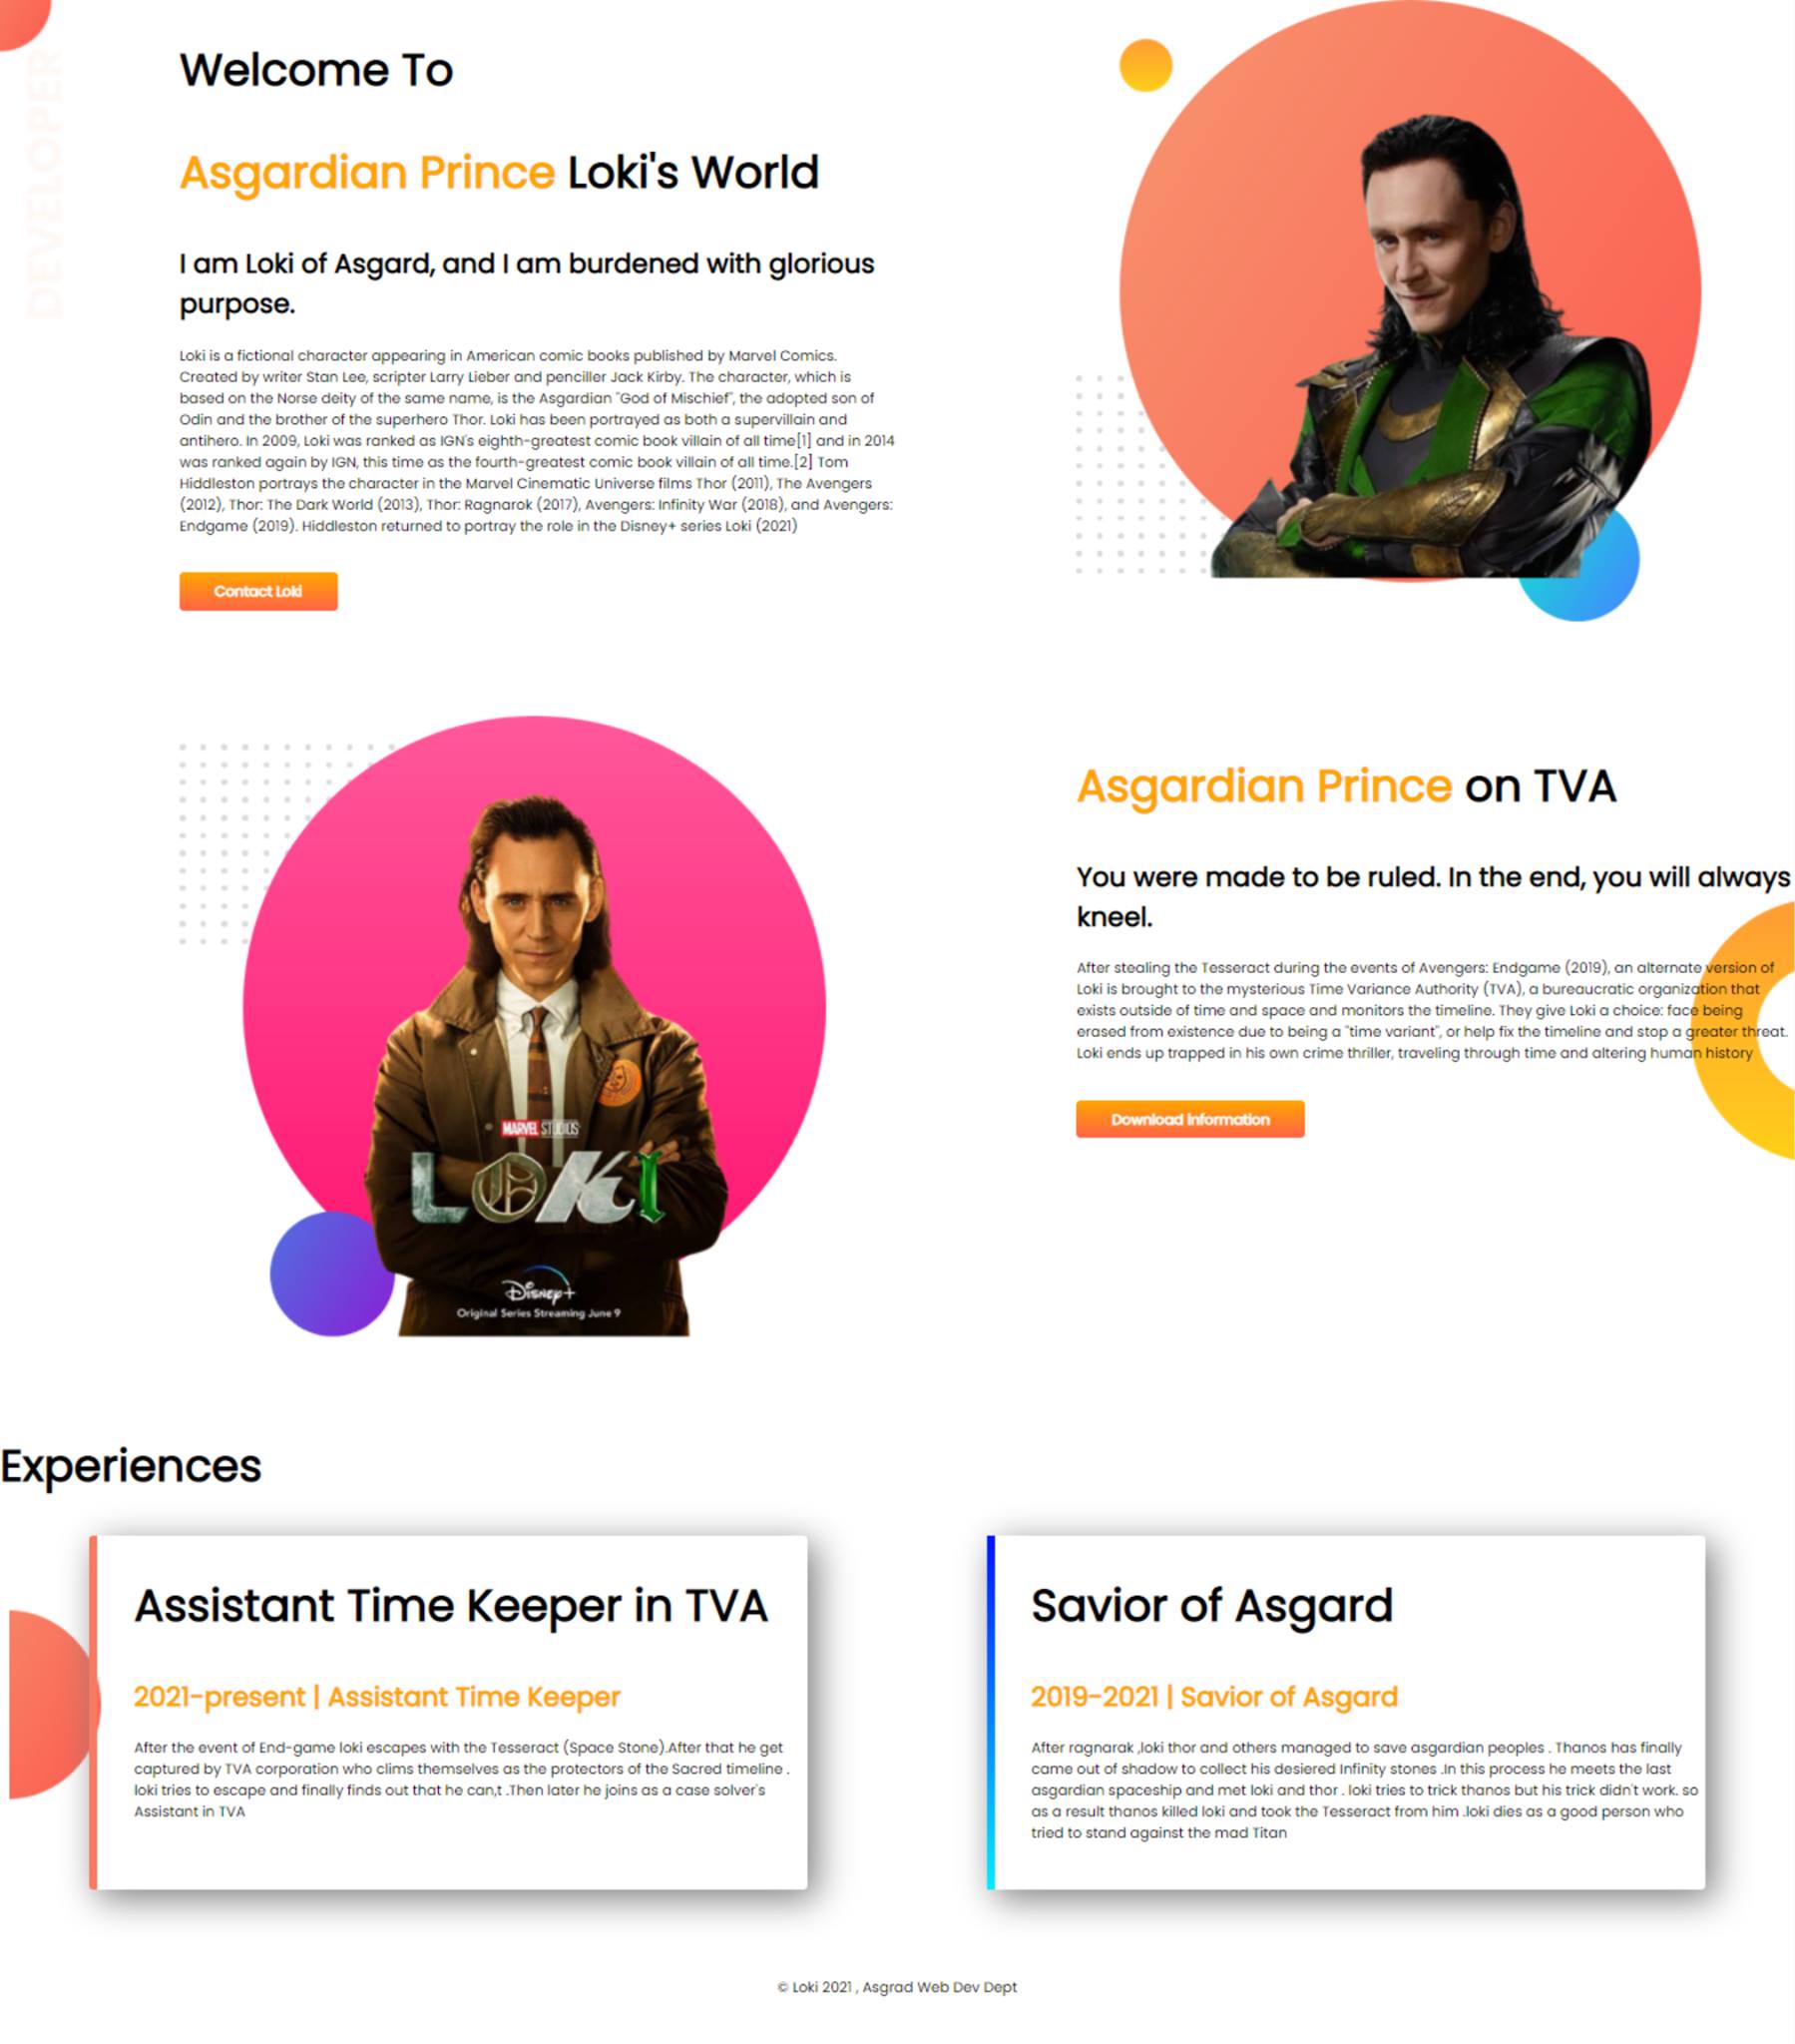 DEVELOPER
Welcome To
Asgardian Prince Loki's World
I am Loki of Asgard, and I am burdened with glorious
purpose.
Loki is a fictional character appearing in American comic books published by Marvel Comics.
Created by writer Stan Lee, scripter Larry Lieber and penciller Jack Kirby. The character, which is
based on the Norse deity of the same name, is the Asgardian "God of Mischief", the adopted son of
Odin and the brother of the superhero Thor. Loki has been portrayed as both a supervillain and
antihero. In 2009, Loki was ranked as IGN's eighth-greatest comic book villain of all time[1] and in 2014
was ranked again by IGN, this time as the fourth-greatest comic book villain of all time.[2] Tom
Hiddleston portrays the character in the Marvel Cinematic Universe films Thor (2011), The Avengers
(2012), Thor: The Dark World (2013), Thor: Ragnarok (2017), Avengers: Infinity War (2018), and Avengers:
Endgame (2019). Hiddleston returned to portray the role in the Disney+ series Loki (2021)
Contact Loki
MARVEL STUDIOS
LOKI
Disney+
Original Series Streaming June 9
Asgardian Prince on TVA
You were made to be ruled. In the end, you will always
kneel.
After stealing the Tesseract during the events of Avengers: Endgame (2019), an alternate version of
Loki is brought to the mysterious Time Variance Authority (TVA), a bureaucratic organization that
exists outside of time and space and monitors the timeline. They give Loki a choice: face being
erased from existence due to being a "time variant", or help fix the timeline and stop a greater threat.
Loki ends up trapped in his own crime thriller, traveling through time and altering human history
Download information
Experiences
Assistant Time Keeper in TVA
2021-present | Assistant Time Keeper
After the event of End-game loki escapes with the Tesseract (Space Stone).After that he get
captured by TVA corporation who clims themselves as the protectors of the Sacred timeline .
loki tries to escape and finally finds out that he can,t .Then later he joins as a case solver's
Assistant in TVA
Savior of Asgard
2019-2021 | Savior of Asgard
After ragnarak ,loki thor and others managed to save asgardian peoples . Thanos has finally
came out of shadow to collect his desiered Infinity stones .In this process he meets the last
asgardian spaceship and met loki and thor . loki tries to trick thanos but his trick didn't work. so
as a result thanos killed loki and took the Tesseract from him .loki dies as a good person who
tried to stand against the mad Titan
© Loki 2021 , Asgrad Web Dev Dept